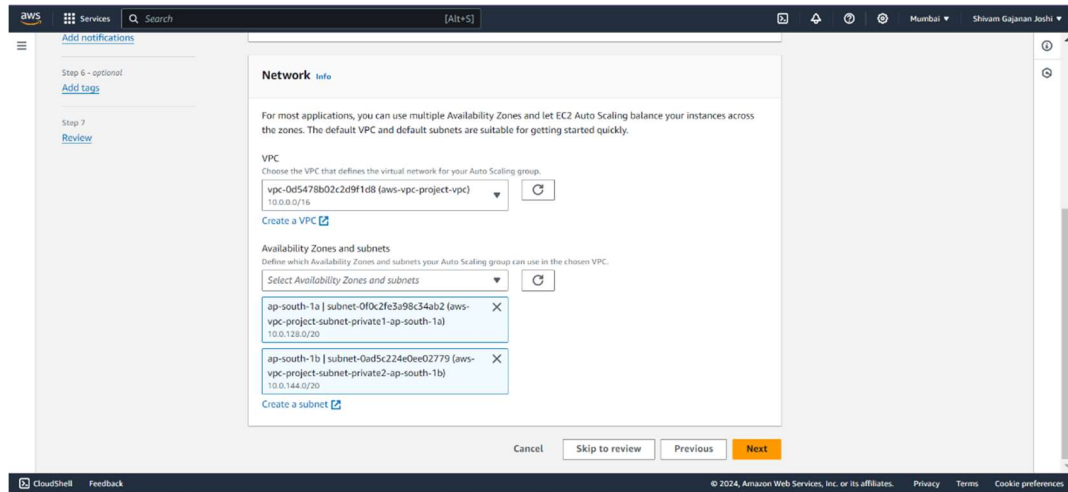 aws
Services
Search
[Alt+S]
Mumbai
Shivam Gajanan Joshi
Add notifications
Step 6 - optional
Add tags
Step 7
Review
Network Info
For most applications, you can use multiple Availability Zones and let EC2 Auto Scaling balance your instances across
the zones. The default VPC and default subnets are suitable for getting started quickly.
VPC
Choose the VPC that defines the virtual network for your Auto Scaling group.
vpc-0d5478b02c2d9f1d8 (aws-vpc-project-vpc)
10.0.0.0/16
Create a VPC
Availability Zones and subnets
Define which Availability Zones and subnets your Auto Scaling group can use in the chosen VPC.
Select Availability Zones and subnets
ap-south-1a | subnet-0f0c2fe3a98c34ab2 (aws-
vpc-project-subnet-private1-ap-south-1a)
10.0.128.0/20
ap-south-1b | subnet-0ad5c224e0ee02779 (aws-
vpc-project-subnet-private2-ap-south-1b)
10.0.144.0/20
Create a subnet
Cancel
Skip to review
Previous
Next
CloudShell
Feedback
© 2024, Amazon Web Services, Inc. or its affiliates.
Privacy
Terms
Cookie preferences